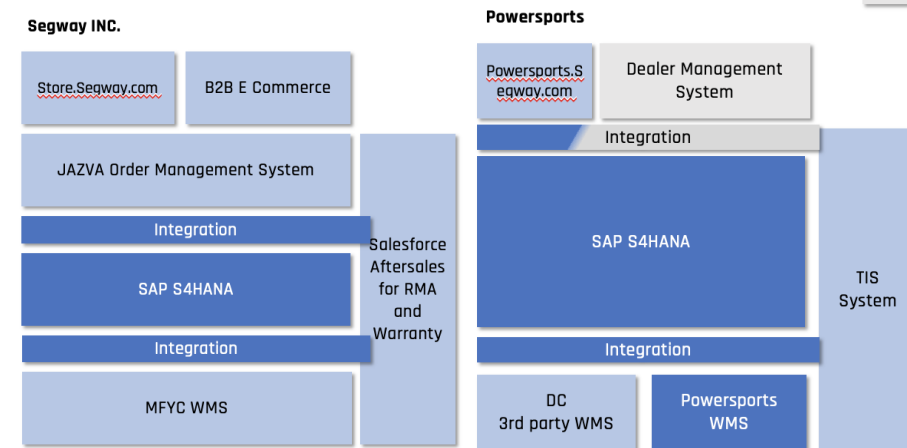 Segway INC.
Store.Segway.com
B2B E Commerce
JAZVA Order Management System
Integration
SAP S4HANA
Integration
MFYC WMS
Salesforce
Aftersales
for RMA
and
Warranty
Powersports
Powersports.S
egway.com
Dealer Management
System
Integration
SAP S4HANA
Integration
DC
3rd party WMS
Powersports
WMS
TIS
System